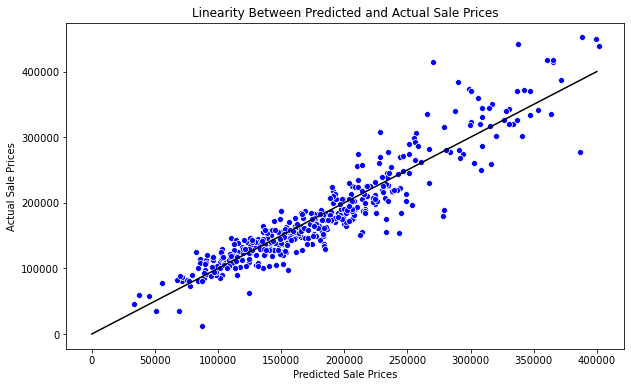 Linearity Between Predicted and Actual Sale Prices
400000
300000
200000
100000
0
Actual Sale Prices
0 50000 100000 150000 200000 250000 300000 350000 400000
Predicted Sale Prices